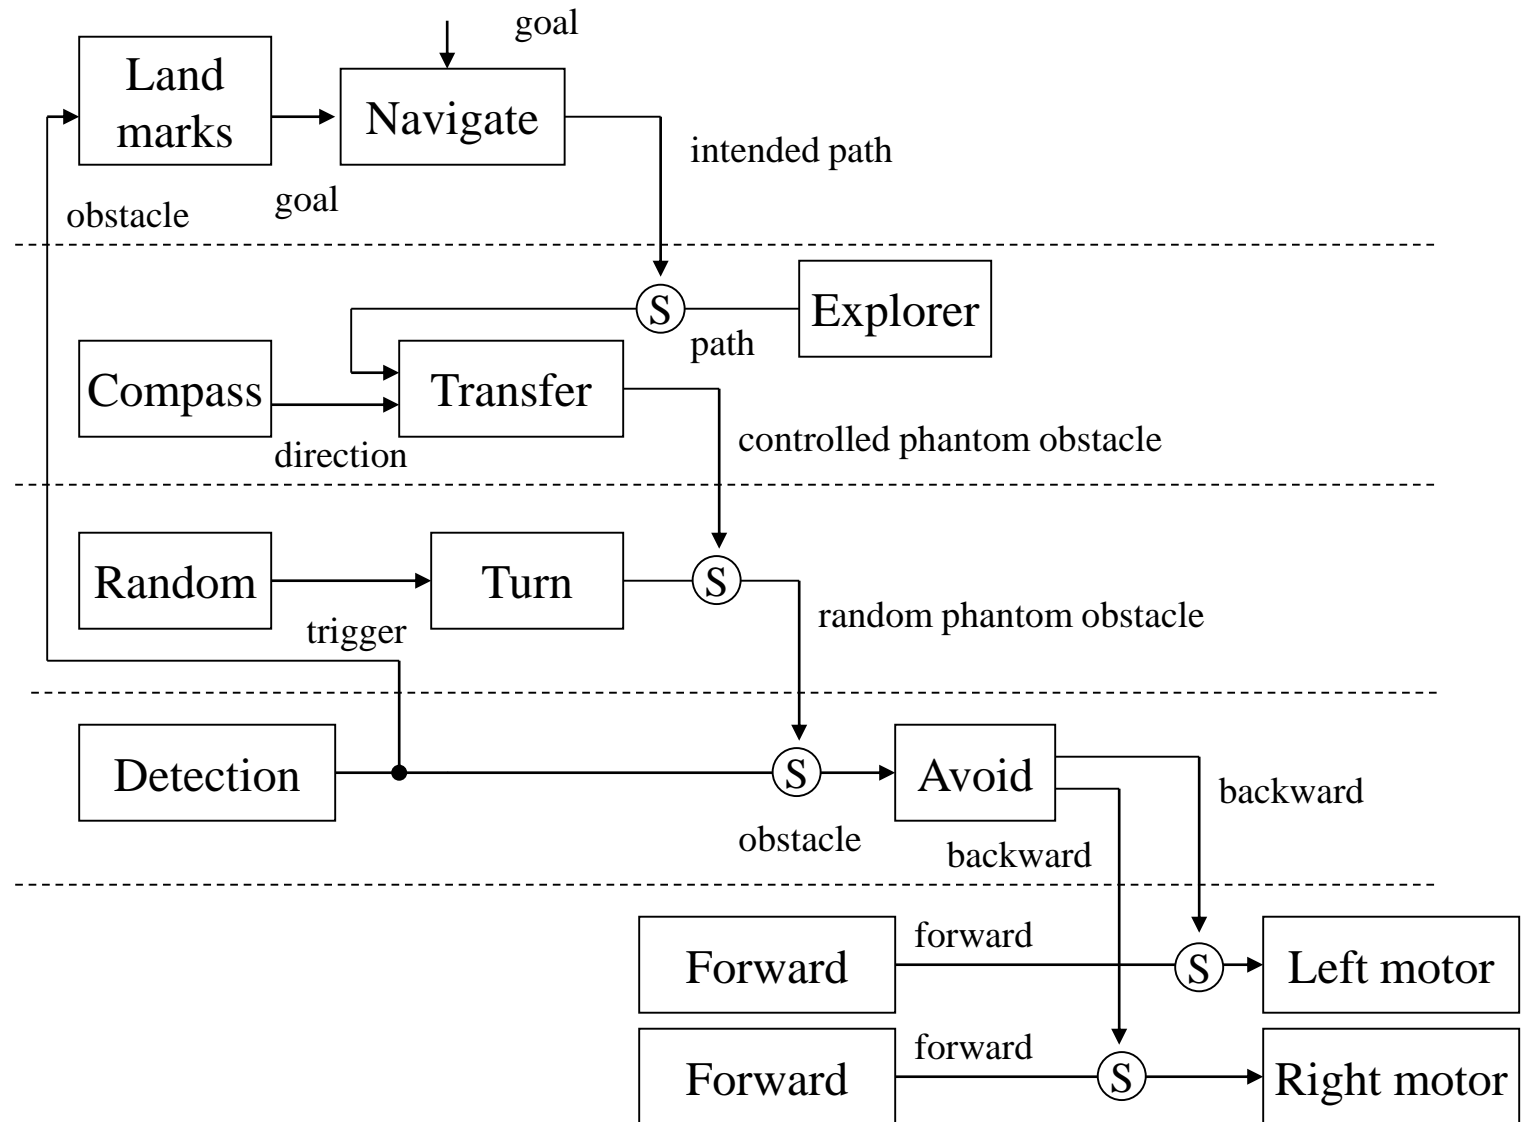 goal
Land
marks
Navigate
intended path
goal
obstacle
S
Explorer
path
Compass
Transfer
direction
controlled phantom obstacle
Random
Turn
S
random phantom obstacle
trigger
Detection
S
Avoid
backward
obstacle
backward
Forward
forward
S
Left motor
Forward
forward
S
Right motor